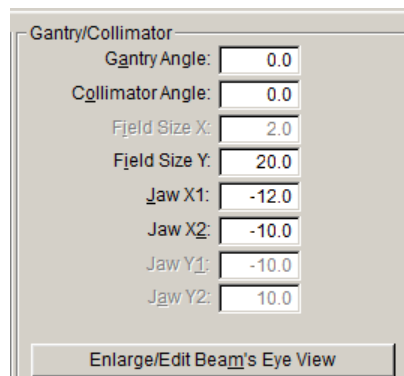 Gantry/Collimator
Gantry Angle: 0.0
Collimator Angle: 0.0
Field Size X: 2.0
Field Size Y: 20.0
Jaw X1: -12.0
Jaw X2: -10.0
Jaw Y1: -10.0
Jaw Y2: 10.0
Enlarge/Edit Beam's Eye View